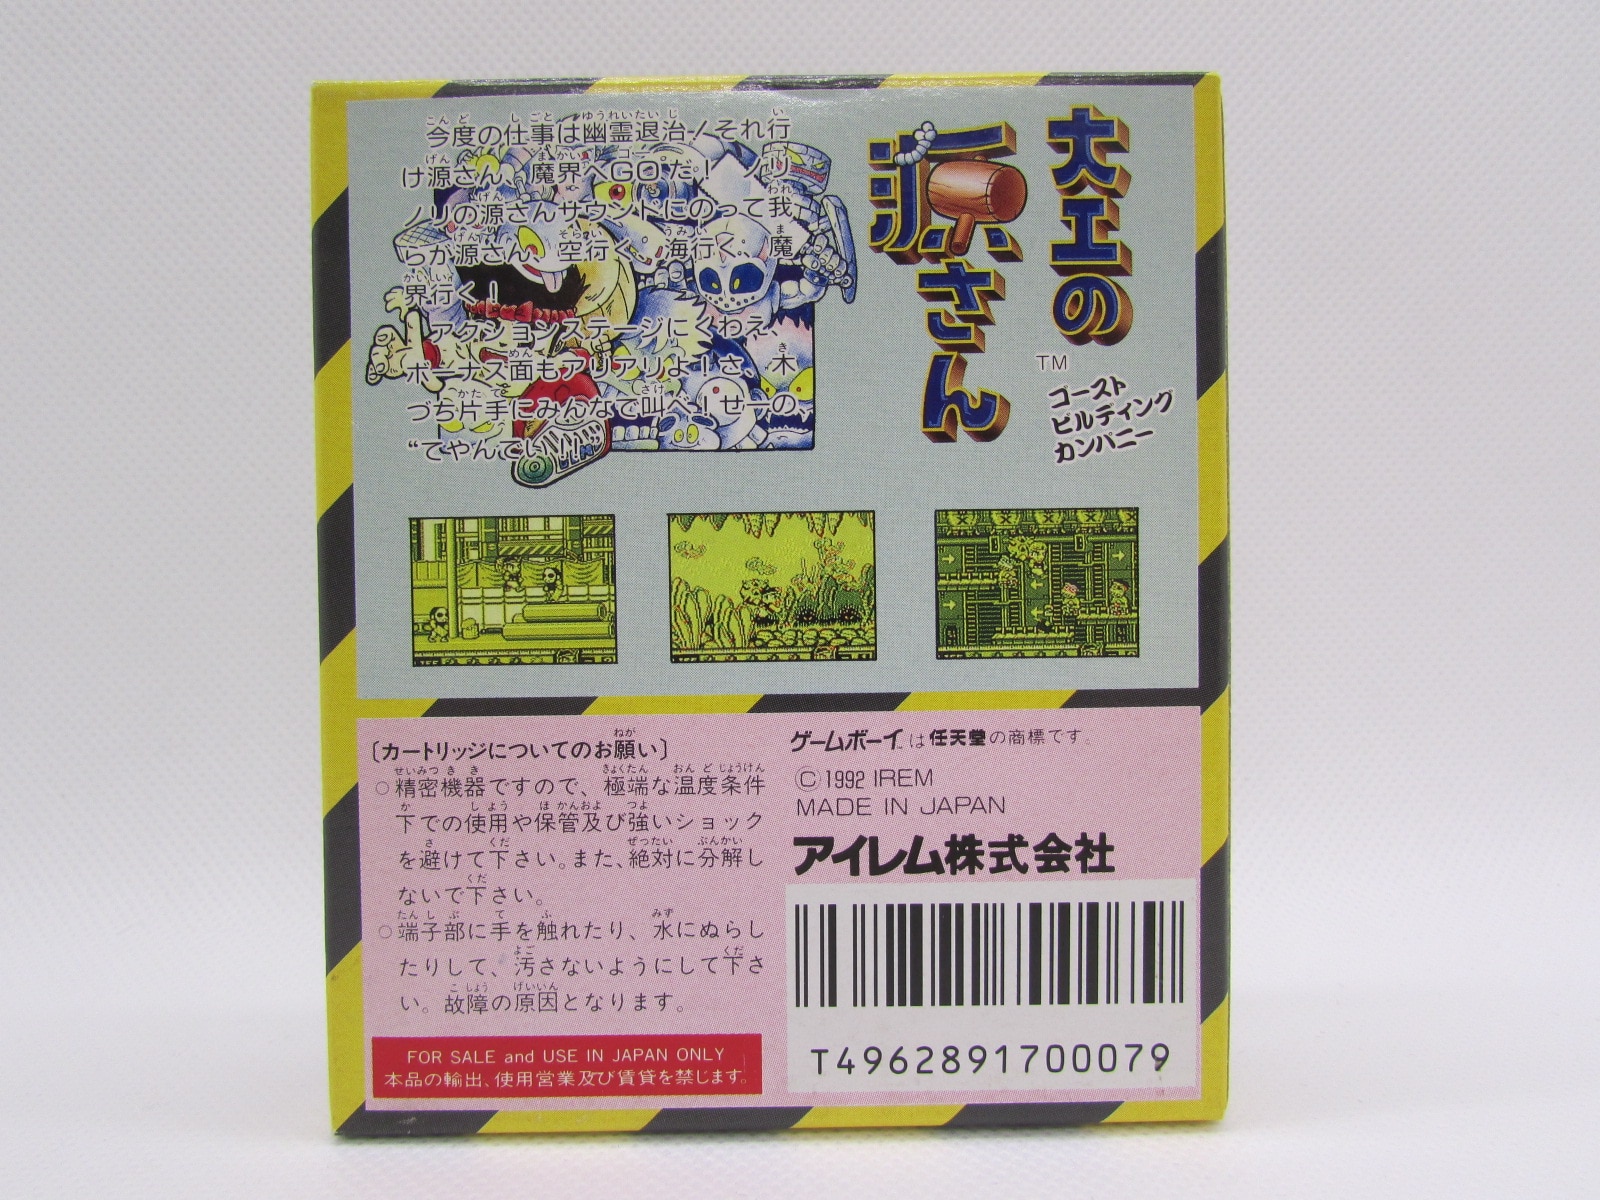 大工の
源さん
TM
ゴースト
ビルディング
カンパニー
今度の仕事は幽霊退治！それ行
け源さん、魔界へGOだ！ ノリ
ノリの源さんサウンドにのって我
らが源さん、空行く、海行く、魔
界行く！
アクションステージにくわえ、
ボーナス面もアリアリよ！さ、木
づち片手にみんなで叫べ！せーの、
“てやんでい!!”
〔カートリッジについてのお願い〕
○精密機器ですので、極端な温度条件
下での使用や保管及び強いショック
を避けて下さい。また、絶対に分解し
ないで下さい。
○端子部に手を触れたり、水にぬらし
たりして、汚さないようにして下さ
い。故障の原因となります。
FOR SALE and USE IN JAPAN ONLY
本品の輸出、使用営業及び賃貸を禁じます。
ゲームボーイは任天堂の商標です。
©1992 IREM
MADE IN JAPAN
アイレム株式会社
T4962891700079